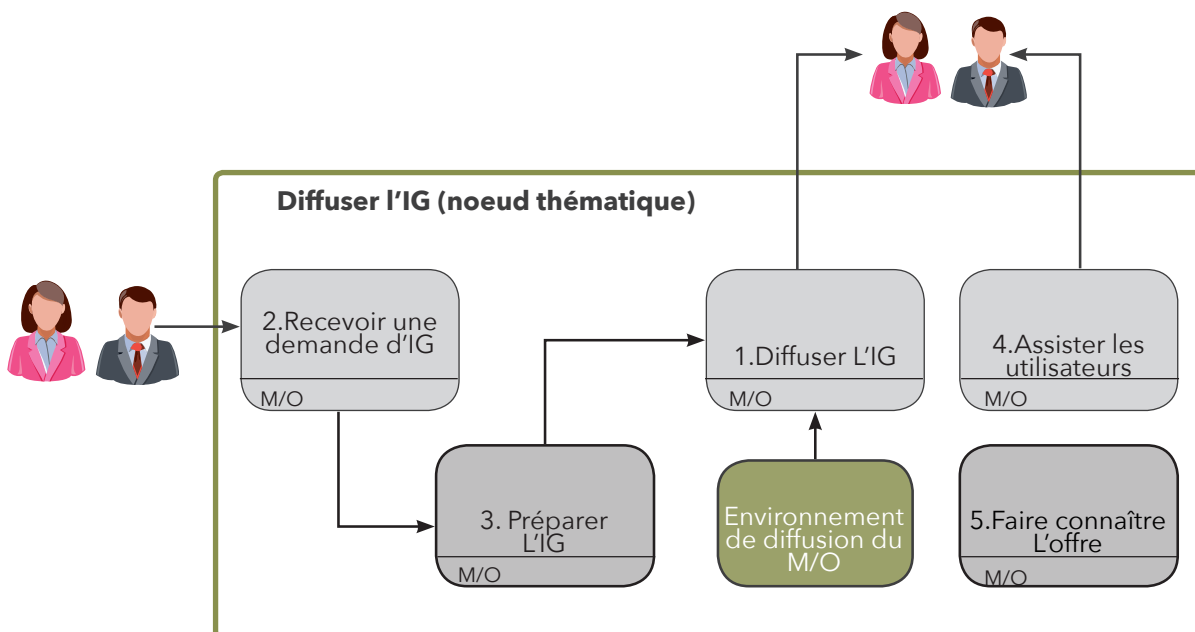 Diffuser l'IG (noeud thématique)
2.Recevoir une
demande d'IG
M/O
1.Diffuser L'IG
M/O
4.Assister les
utilisateurs
M/O
3. Préparer
L'IG
M/O
Environnement
de diffusion du
M/O
5.Faire connaître
L'offre
M/O